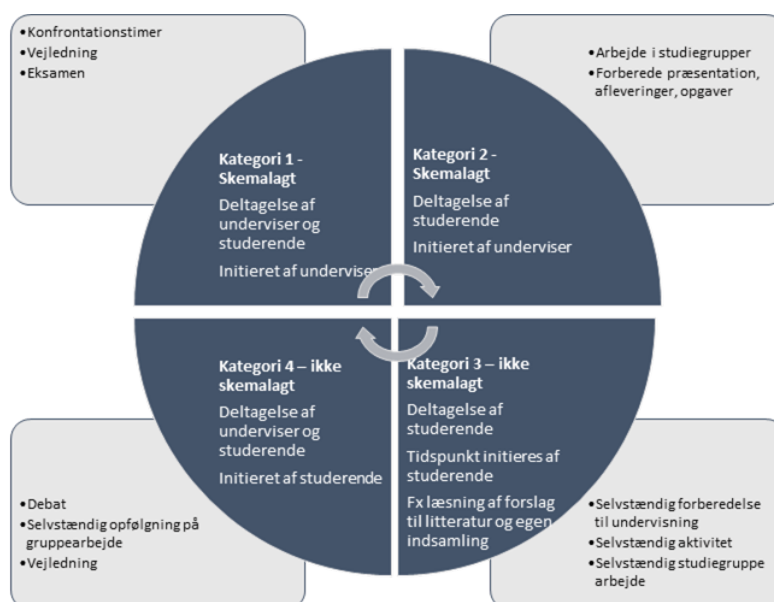 •Konfrontationstimer
•Vejledning
•Eksamen
•Arbejde i studiegrupper
•Forberede præsentation,
afleveringer, opgaver
Kategori 1 -
Skemalagt
Deltagelse af
underviser og
studerende
Initieret af underviser
Kategori 2 -
Skemalagt
Deltagelse af
studerende
Initieret af underviser
Kategori 4 – ikke
skemalagt
Deltagelse af
underviser og
studerende
Initieret af studerende
Kategori 3 – ikke
skemalagt
Deltagelse af
studerende
Tidspunkt initieres af
studerende
Fx læsning af forslag
til litteratur og egen
indsamling
•Debat
•Selvstændig opfølgning på
gruppearbejde
•Vejledning
•Selvstændig forberedelse
til undervisning
•Selvstændig aktivitet
•Selvstændig studiegruppe
arbejde